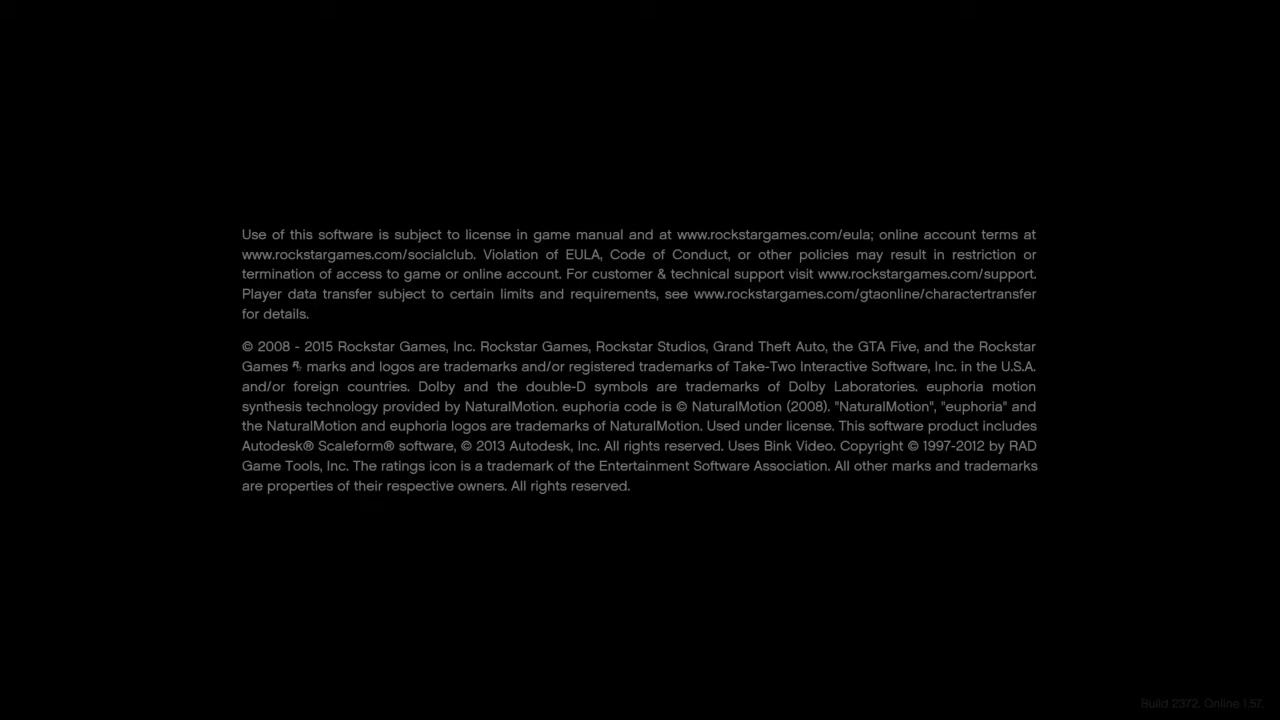 Use of this software is subject to license in game manual and at www.rockstargames.com/eula; online account terms at
www.rockstargames.com/socialclub. Violation of EULA, Code of Conduct, or other policies may result in restriction or
termination of access to game or online account. For customer & technical support visit www.rockstargames.com/support.
Player data transfer subject to certain limits and requirements, see www.rockstargames.com/gtaonline/charactertransfer
for details.
© 2008 - 2015 Rockstar Games, Inc. Rockstar Games, Rockstar Studios, Grand Theft Auto, the GTA Five, and the Rockstar
Games R* marks and logos are trademarks and/or registered trademarks of Take-Two Interactive Software, Inc. in the U.S.A.
and/or foreign countries. Dolby and the double-D symbols are trademarks of Dolby Laboratories. euphoria motion
synthesis technology provided by NaturalMotion. euphoria code is © NaturalMotion (2008). "NaturalMotion", "euphoria" and
the NaturalMotion and euphoria logos are trademarks of NaturalMotion. Used under license. This software product includes
Autodesk® Scaleform® software, © 2013 Autodesk, Inc. All rights reserved. Uses Bink Video. Copyright © 1997-2012 by RAD
Game Tools, Inc. The ratings icon is a trademark of the Entertainment Software Association. All other marks and trademarks
are properties of their respective owners. All rights reserved.
Build 2372, Online 1.57,